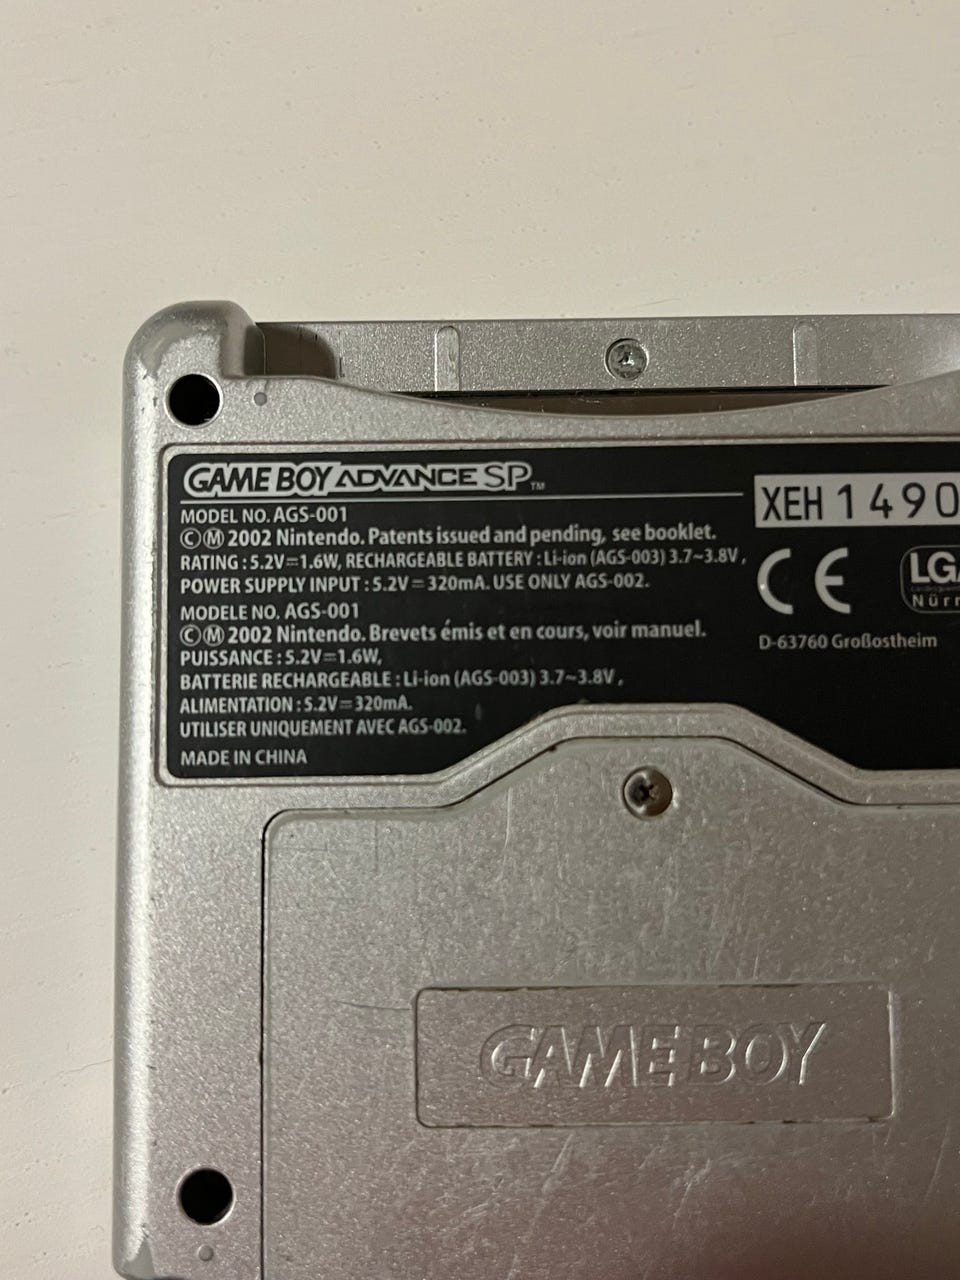 GAME BOY ADVANCE SP TM
MODEL NO. AGS-001
©Ⓜ 2002 Nintendo. Patents issued and pending, see booklet.
RATING : 5.2V⎓1.6W, RECHARGEABLE BATTERY : Li-ion (AGS-003) 3.7~3.8V ,
POWER SUPPLY INPUT : 5.2V⎓320mA. USE ONLY AGS-002.
MODELE NO. AGS-001
©Ⓜ 2002 Nintendo. Brevets émis et en cours, voir manuel.
PUISSANCE : 5.2V⎓1.6W,
BATTERIE RECHARGEABLE : Li-ion (AGS-003) 3.7~3.8V ,
ALIMENTATION : 5.2V⎓320mA.
UTILISER UNIQUEMENT AVEC AGS-002.
MADE IN CHINA
XEH 1490
CE
LGA
Nür
D-63760 Großostheim
GAME BOY